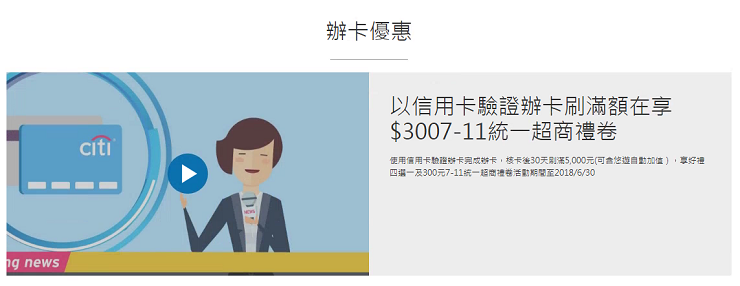 辦卡優惠
citi
NEWS
ng news
以信用卡驗證辦卡刷滿額在享
$3007-11統一超商禮卷
使用信用卡驗證辦卡完成辦卡，核卡後30天刷滿5,000元(可含悠遊自動加值)，享好禮
四選一及300元7-11統一超商禮卷活動期間至2018/6/30